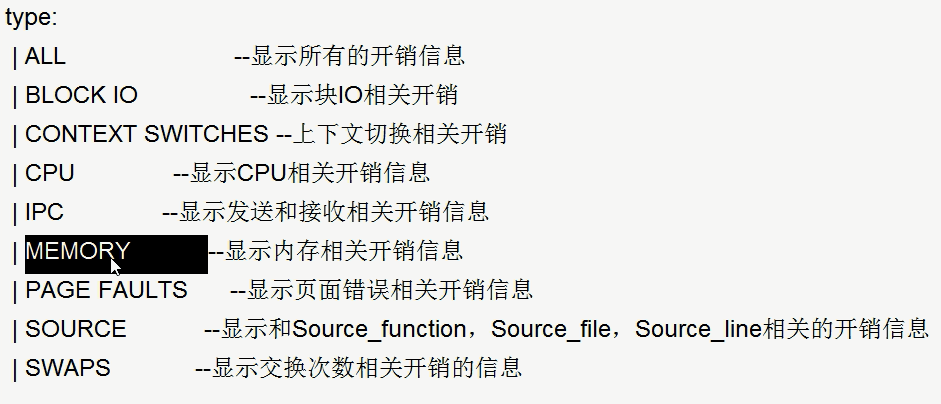 type:
| ALL --显示所有的开销信息
| BLOCK IO --显示块IO相关开销
| CONTEXT SWITCHES --上下文切换相关开销
| CPU --显示CPU相关开销信息
| IPC --显示发送和接收相关开销信息
| MEMORY --显示内存相关开销信息
| PAGE FAULTS --显示页面错误相关开销信息
| SOURCE --显示和Source_function，Source_file，Source_line相关的开销信息
| SWAPS --显示交换次数相关开销的信息